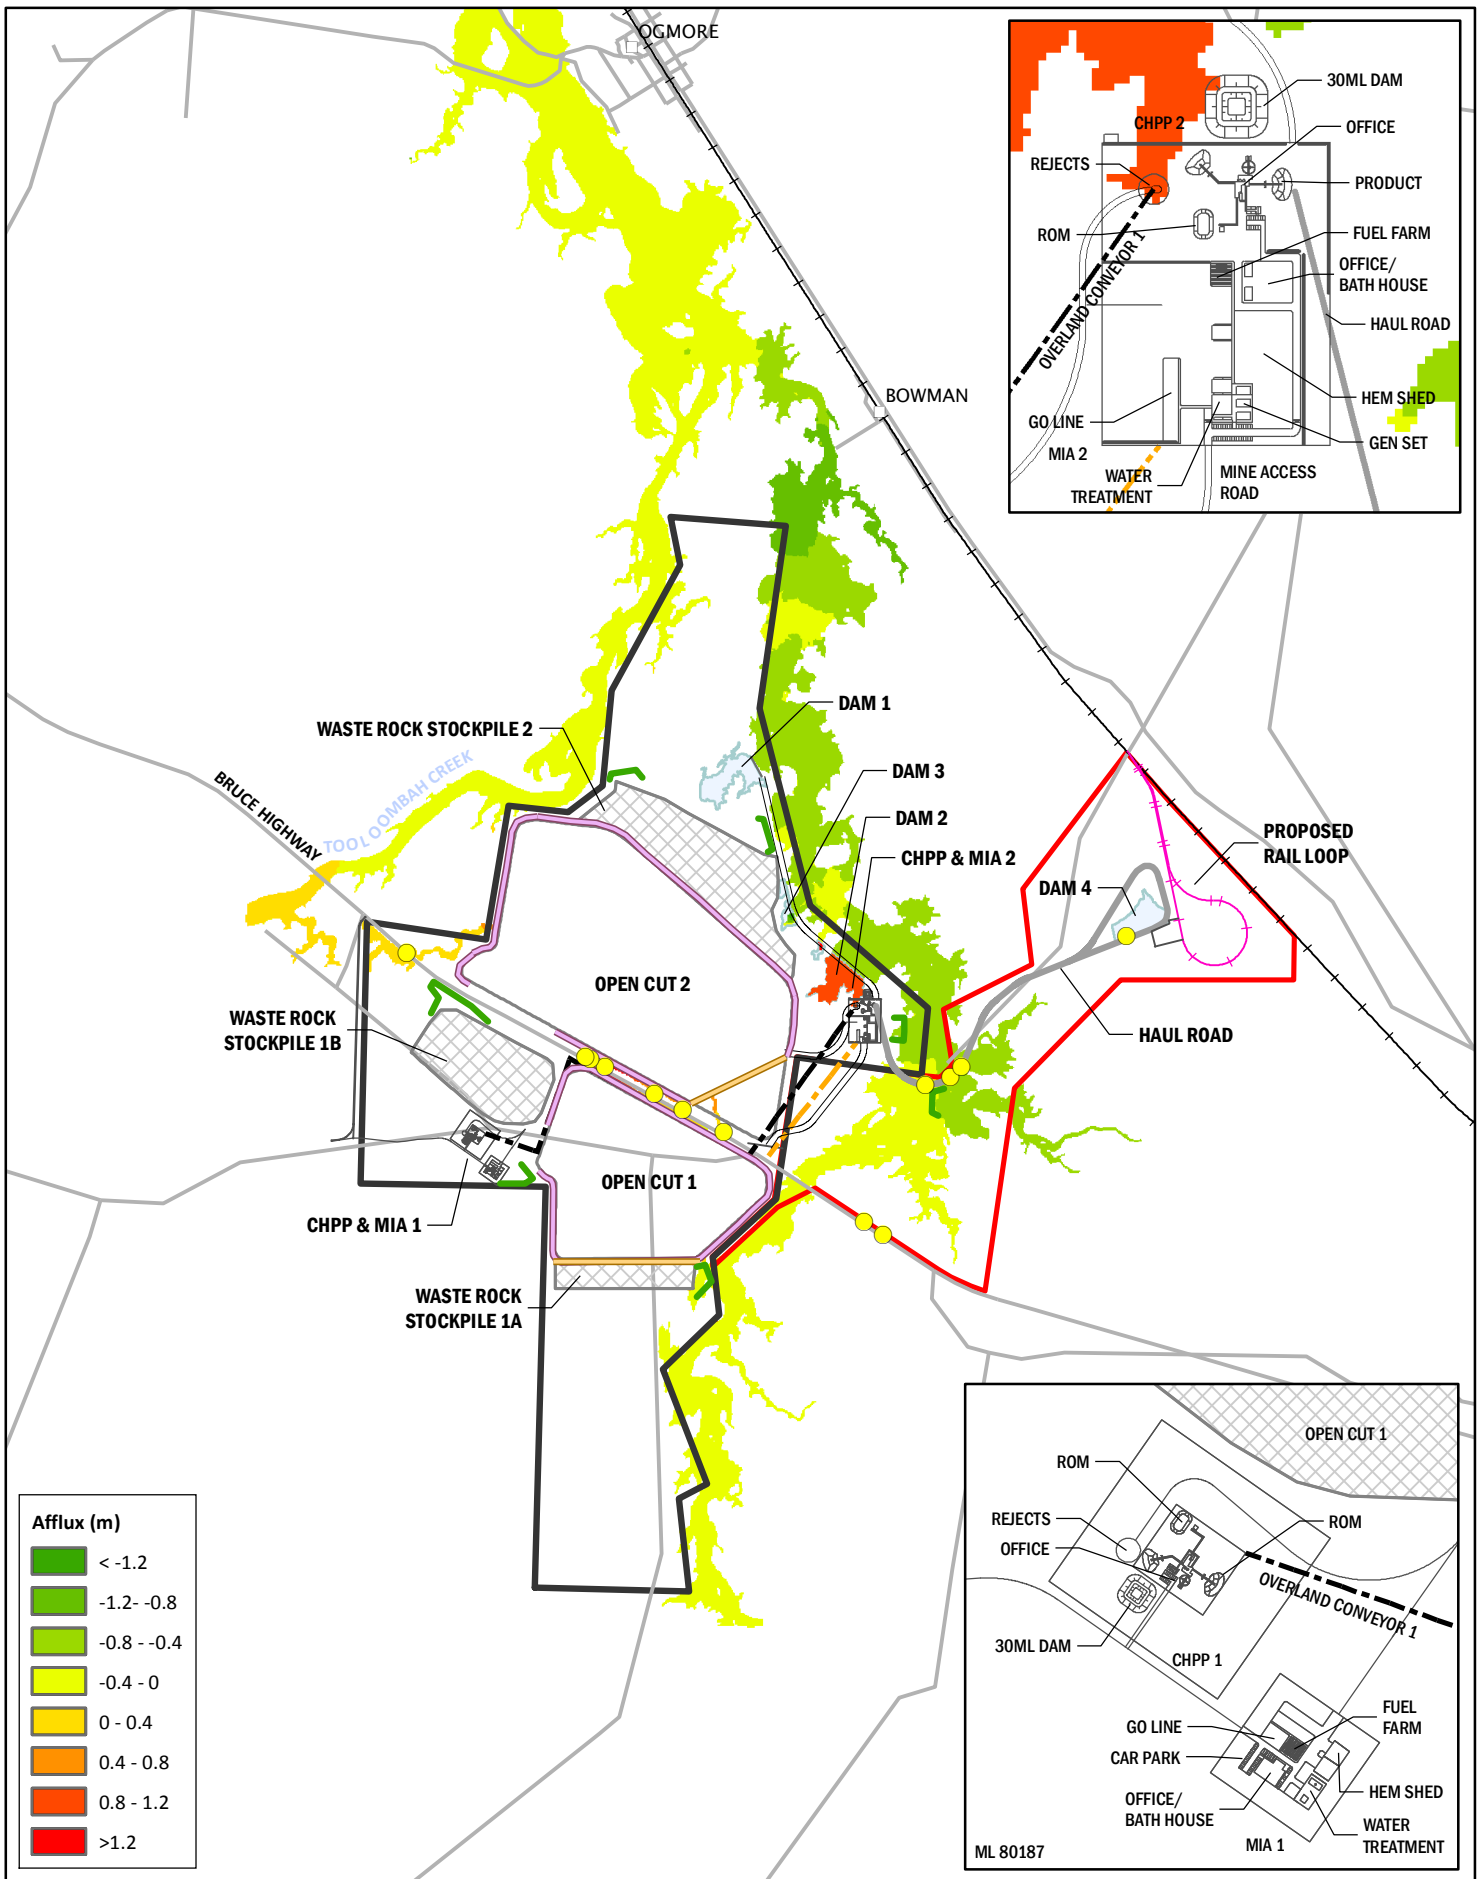 OGMORE
BOWMAN
WASTE ROCK STOCKPILE 2
DAM 1
DAM 3
DAM 2
CHPP & MIA 2
BRUCE HIGHWAY
TOOLOOMBAH CREEK
PROPOSED
RAIL LOOP
DAM 4
OPEN CUT 2
HAUL ROAD
WASTE ROCK
STOCKPILE 1B
OPEN CUT 1
CHPP & MIA 1
WASTE ROCK
STOCKPILE 1A
30ML DAM
CHPP 2
OFFICE
REJECTS
PRODUCT
ROM
FUEL FARM
OFFICE/
BATH HOUSE
OVERLAND CONVEYOR 1
HAUL ROAD
HEM SHED
GO LINE
GEN SET
MIA 2
WATER
TREATMENT
MINE ACCESS
ROAD
OPEN CUT 1
ROM
REJECTS
ROM
OFFICE
OVERLAND CONVEYOR 1
30ML DAM
CHPP 1
FUEL
FARM
GO LINE
CAR PARK
HEM SHED
OFFICE/
BATH HOUSE
WATER
TREATMENT
MIA 1
ML 80187
Afflux (m)
< -1.2
-1.2- -0.8
-0.8 - -0.4
-0.4 - 0
0 - 0.4
0.4 - 0.8
0.8 - 1.2
>1.2